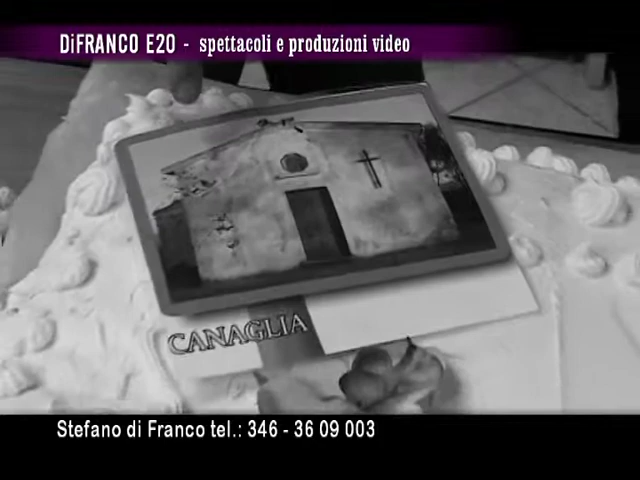 DiFRANCO E20 - spettacoli e produzioni video
CANAGLIA
Stefano di Franco tel.: 346 - 36 09 003